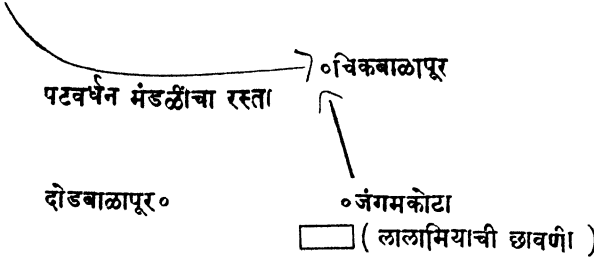 चिकबाळापूर
पटवर्धन मंडळींचा रस्ता
दोडबाळापूर
जंगमकोटा
( लालामियाची छावणी )